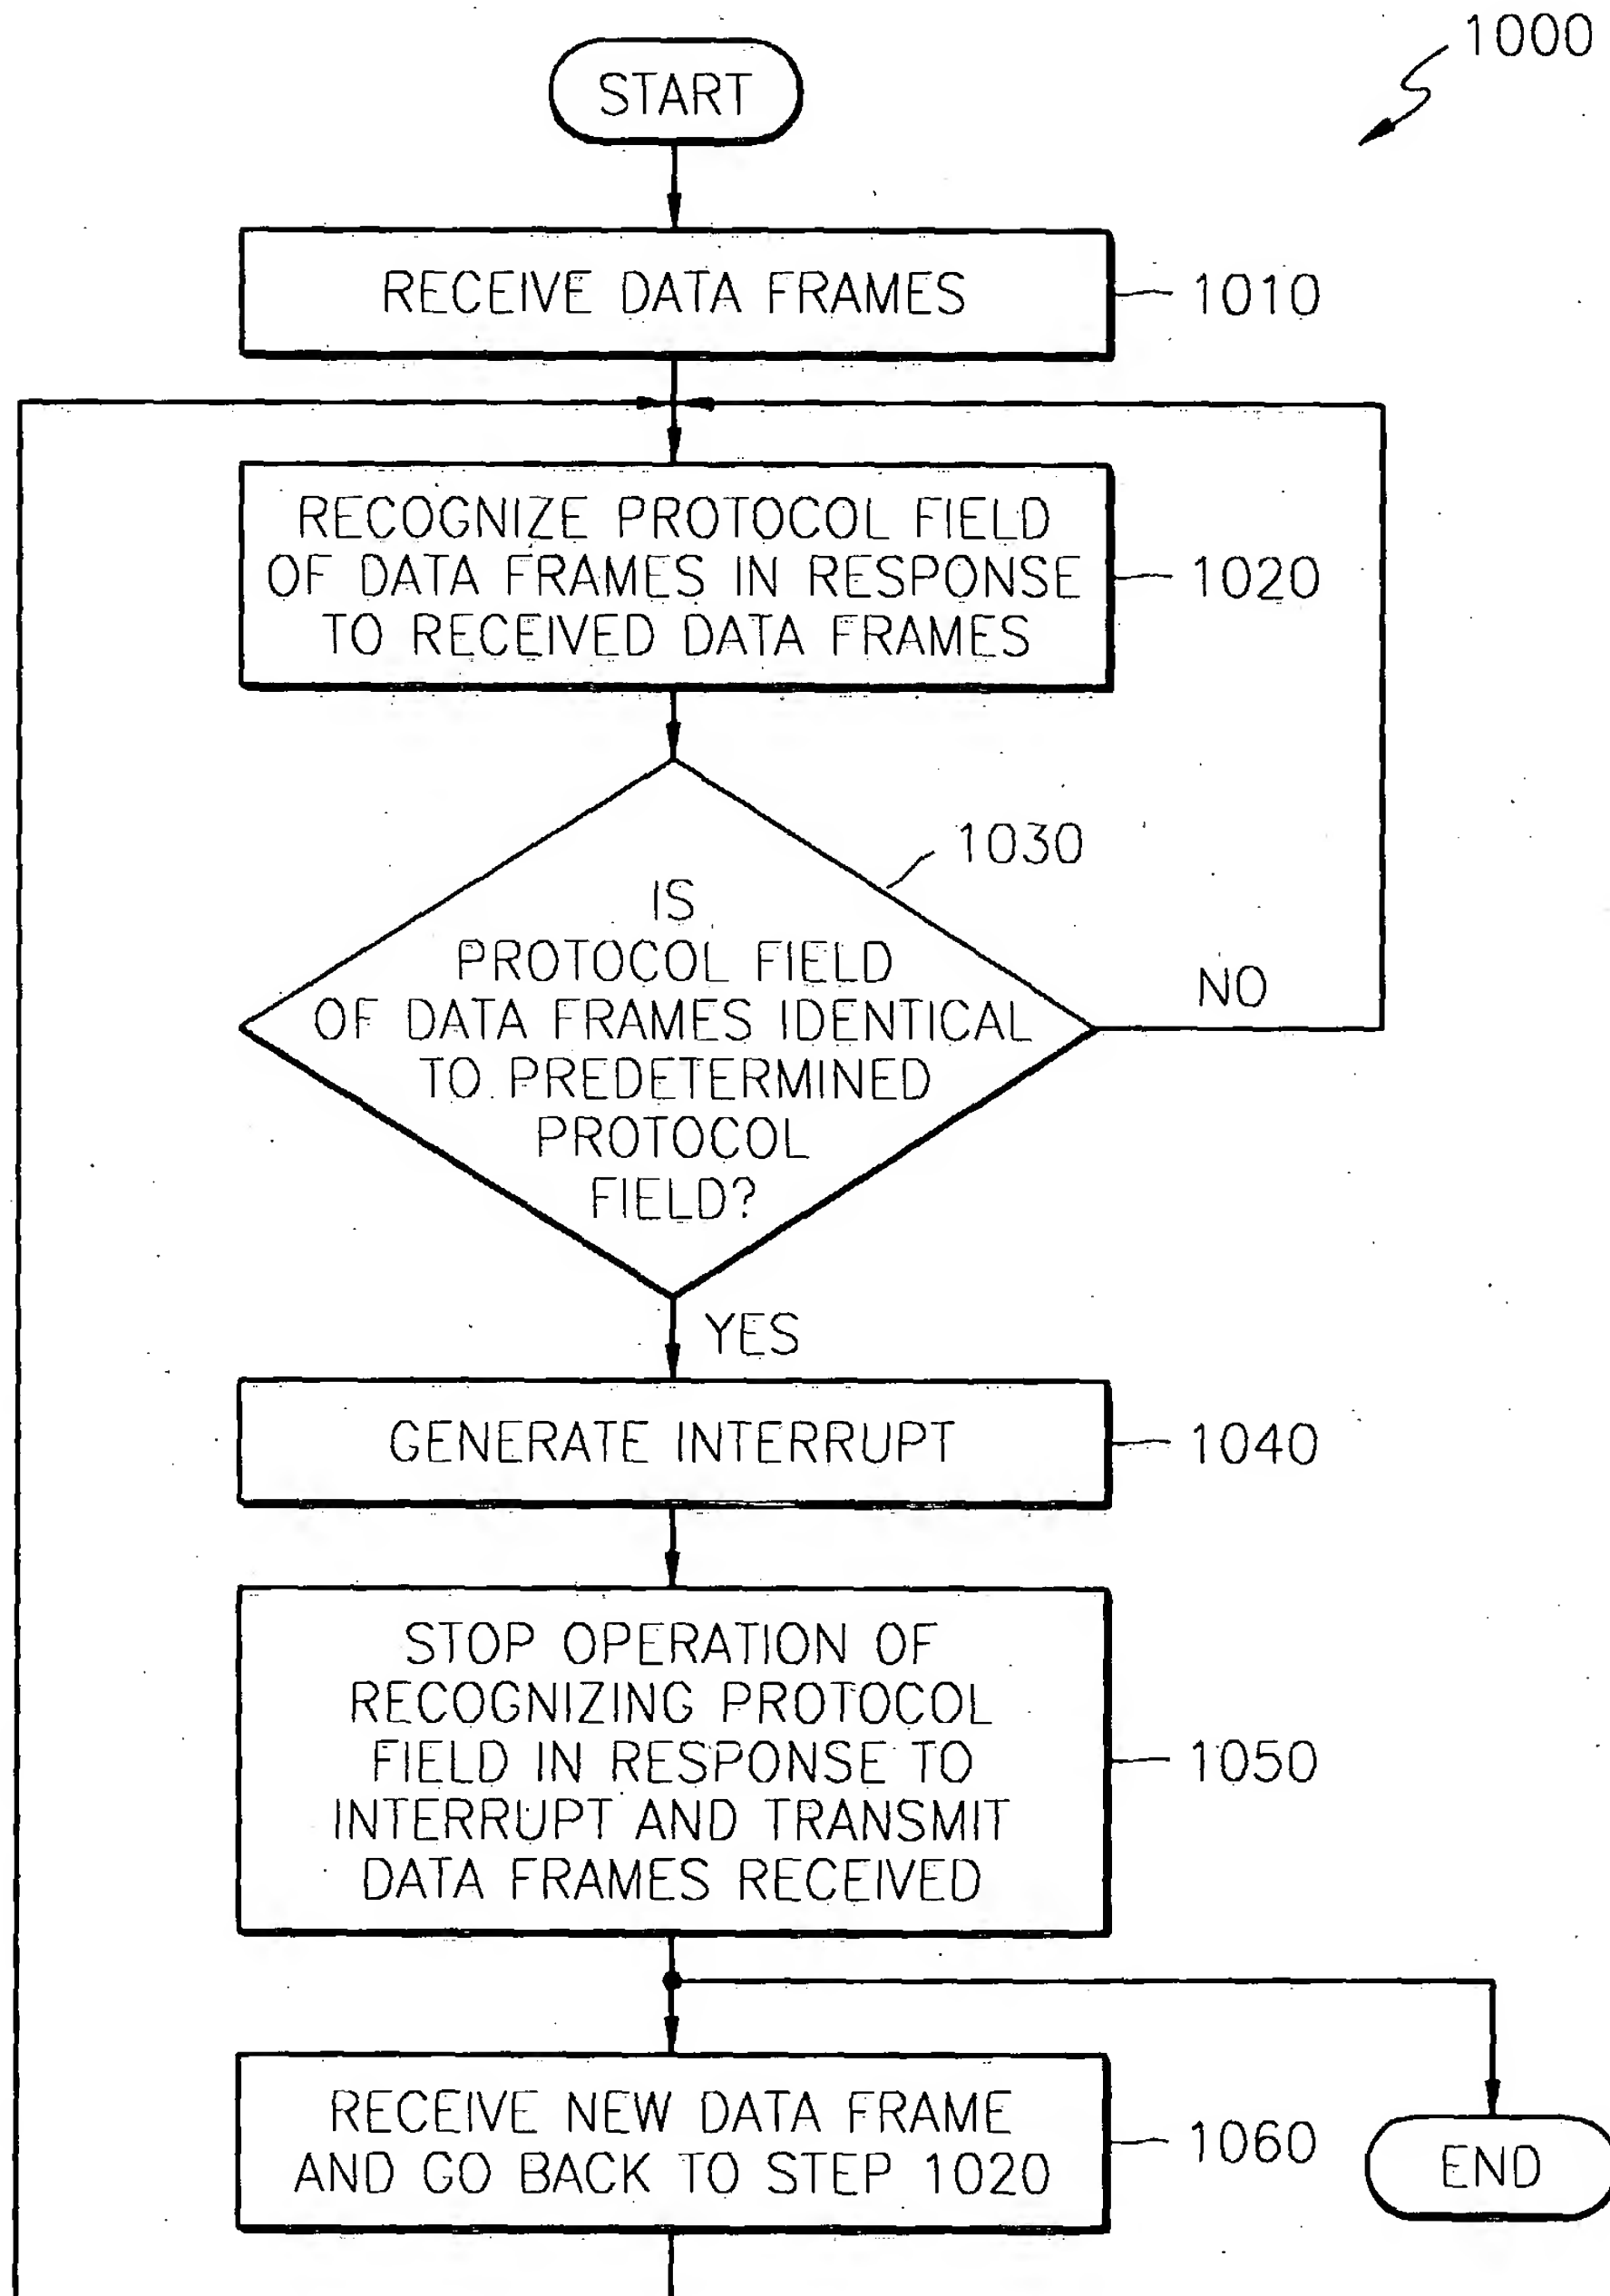 1000
START
RECEIVE DATA FRAMES
1010
RECOGNIZE PROTOCOL FIELD
OF DATA FRAMES IN RESPONSE
TO RECEIVED DATA FRAMES
1020
1030
IS
PROTOCOL FIELD
OF DATA FRAMES IDENTICAL
TO PREDETERMINED
PROTOCOL
FIELD?
NO
YES
GENERATE INTERRUPT
1040
STOP OPERATION OF
RECOGNIZING PROTOCOL
FIELD IN RESPONSE TO
INTERRUPT AND TRANSMIT
DATA FRAMES RECEIVED
1050
RECEIVE NEW DATA FRAME
AND GO BACK TO STEP 1020
1060
END